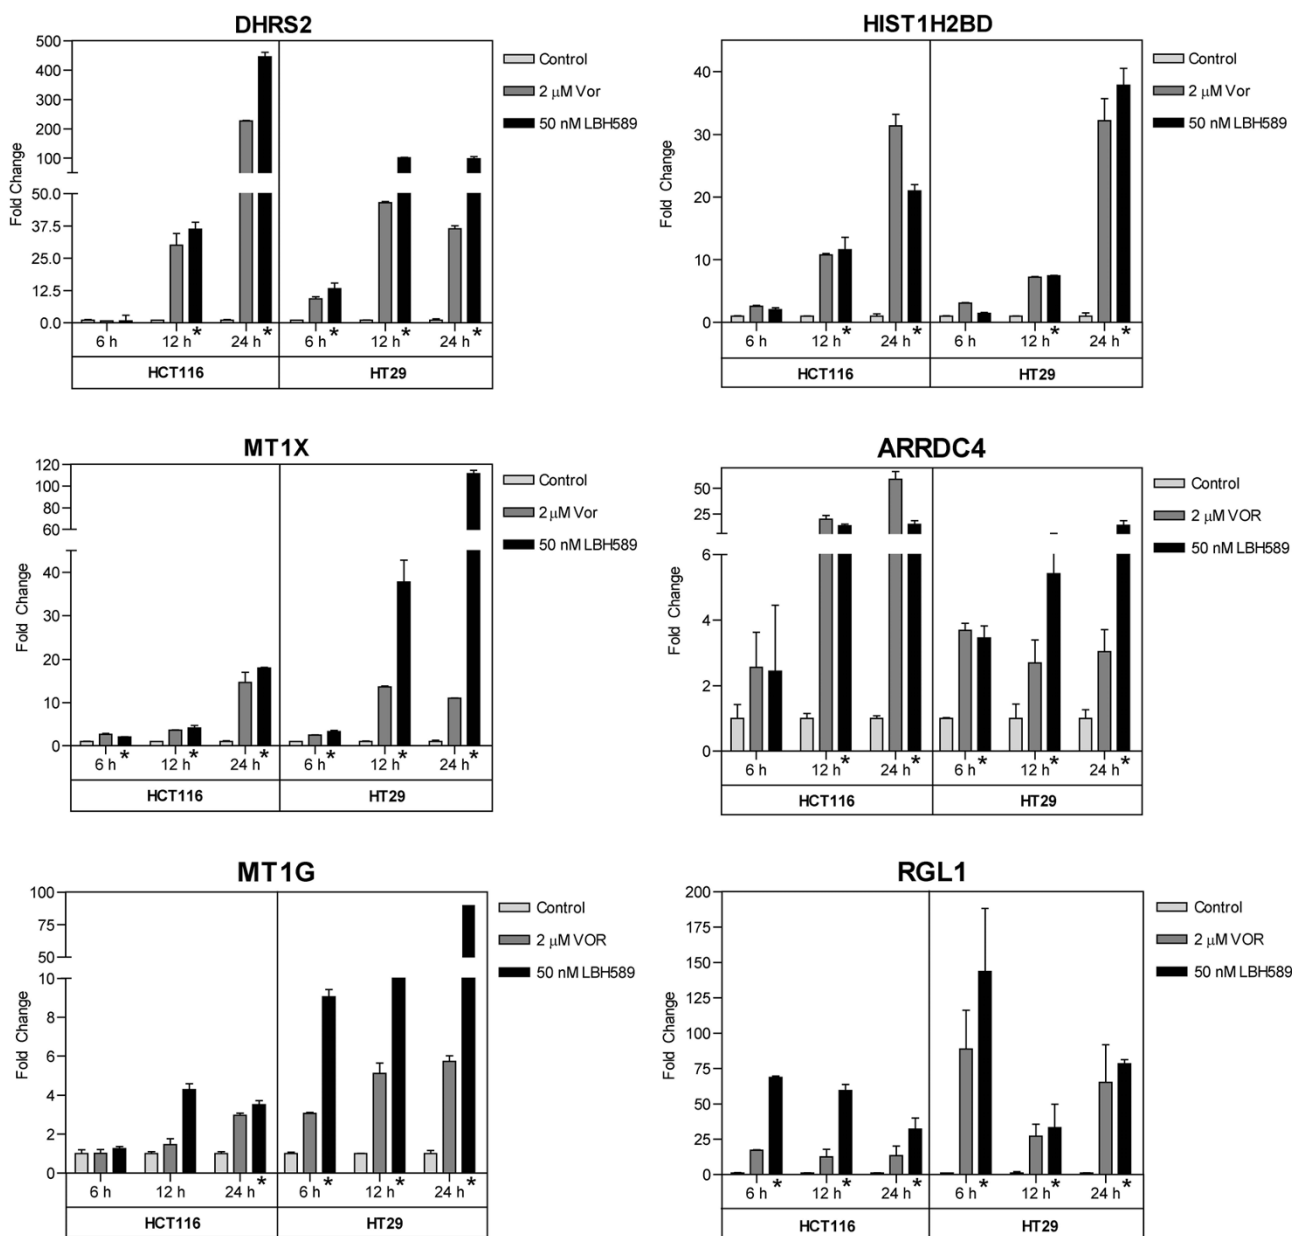 DHRS2
500
400
300
200
100
50.0
37.5
25.0
12.5
0.0
Fold Change
6 h 12 h * 24 h * 6 h * 12 h * 24 h *
HCT116 HT29
Control
2 μM Vor
50 nM LBH589
HIST1H2BD
40
30
20
10
0
Fold Change
6 h 12 h * 24 h * 6 h 12 h * 24 h *
HCT116 HT29
Control
2 μM Vor
50 nM LBH589
MT1X
120
100
80
60
40
30
20
10
0
Fold Change
6 h * 12 h * 24 h * 6 h * 12 h * 24 h *
HCT116 HT29
Control
2 μM Vor
50 nM LBH589
ARRDC4
50
25
6
4
2
0
Fold Change
6 h 12 h * 24 h * 6 h * 12 h * 24 h *
HCT116 HT29
Control
2 μM VOR
50 nM LBH589
MT1G
100
75
50
10
8
6
4
2
0
Fold Change
6 h 12 h 24 h * 6 h * 12 h * 24 h *
HCT116 HT29
Control
2 μM VOR
50 nM LBH589
RGL1
200
175
150
125
100
75
50
25
0
Fold Change
6 h * 12 h * 24 h * 6 h * 12 h * 24 h *
HCT116 HT29
Control
2 μM VOR
50 nM LBH589